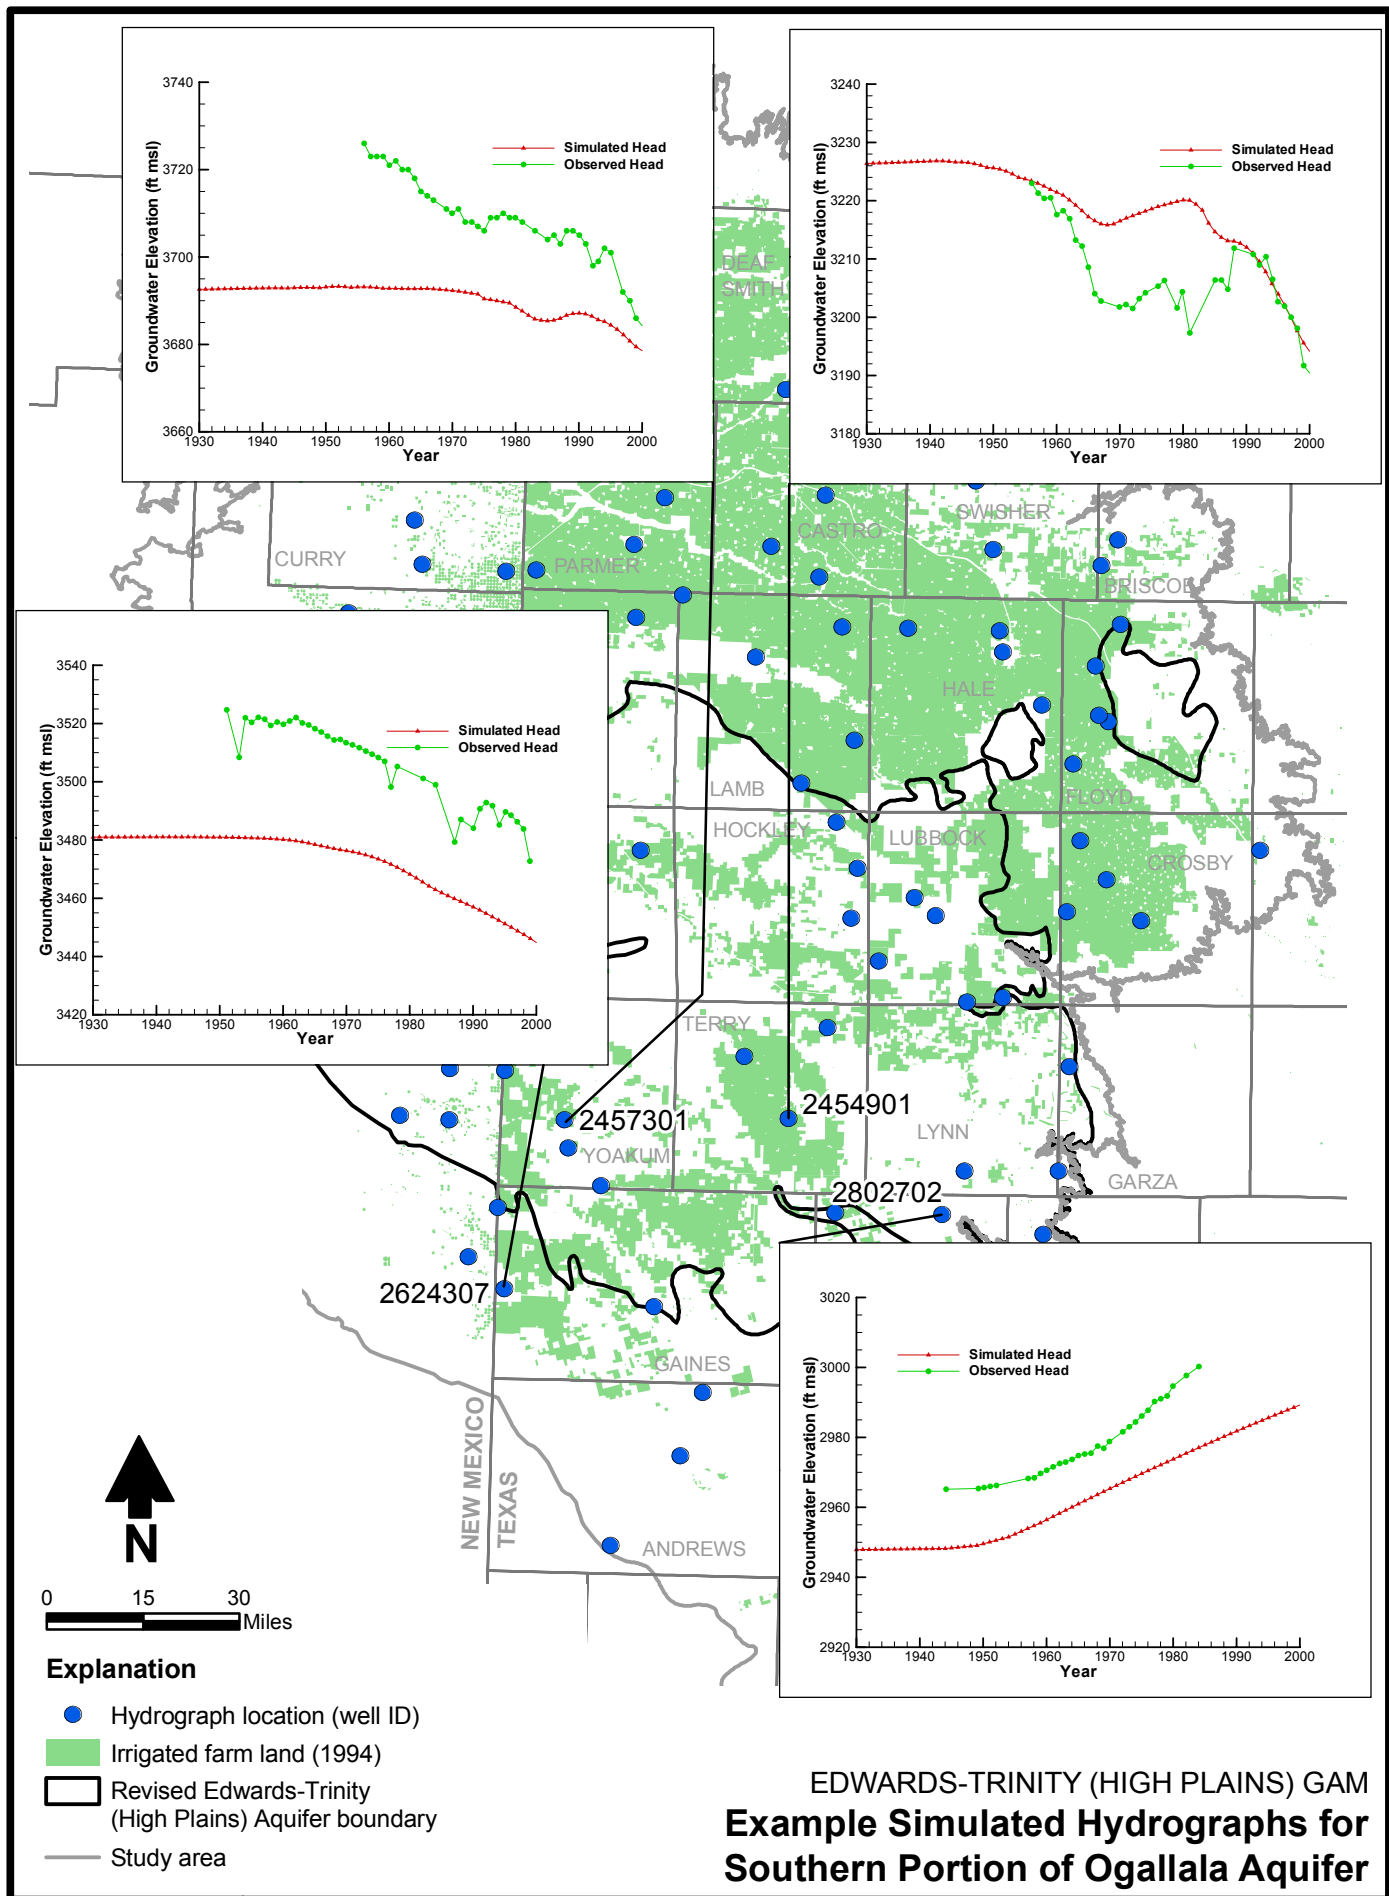 3740
3720
3700
3680
3660
Groundwater Elevation (ft msl)
Simulated Head
Observed Head
1930 1940 1950 1960 1970 1980 1990 2000
Year
3240
3230
3220
3210
3200
3190
3180
Groundwater Elevation (ft msl)
Simulated Head
Observed Head
1930 1940 1950 1960 1970 1980 1990 2000
Year
DEAF
SMITH
CURRY
PARMER
CASTRO
SWISHER
BRISCOE
3540
3520
3500
3480
3460
3440
3420
Groundwater Elevation (ft msl)
Simulated Head
Observed Head
1930 1940 1950 1960 1970 1980 1990 2000
Year
HALE
LAMB
FLOYD
HOCKLEY
LUBBOCK
CROSBY
TERRY
2457301
2454901
LYNN
YOAKUM
GARZA
2802702
2624307
GAINES
NEW MEXICO
TEXAS
ANDREWS
3020
3000
2980
2960
2940
2920
Groundwater Elevation (ft msl)
Simulated Head
Observed Head
1930 1940 1950 1960 1970 1980 1990 2000
Year
N
0 15 30
Miles
Explanation
Hydrograph location (well ID)
Irrigated farm land (1994)
Revised Edwards-Trinity
(High Plains) Aquifer boundary
Study area
EDWARDS-TRINITY (HIGH PLAINS) GAM
Example Simulated Hydrographs for
Southern Portion of Ogallala Aquifer